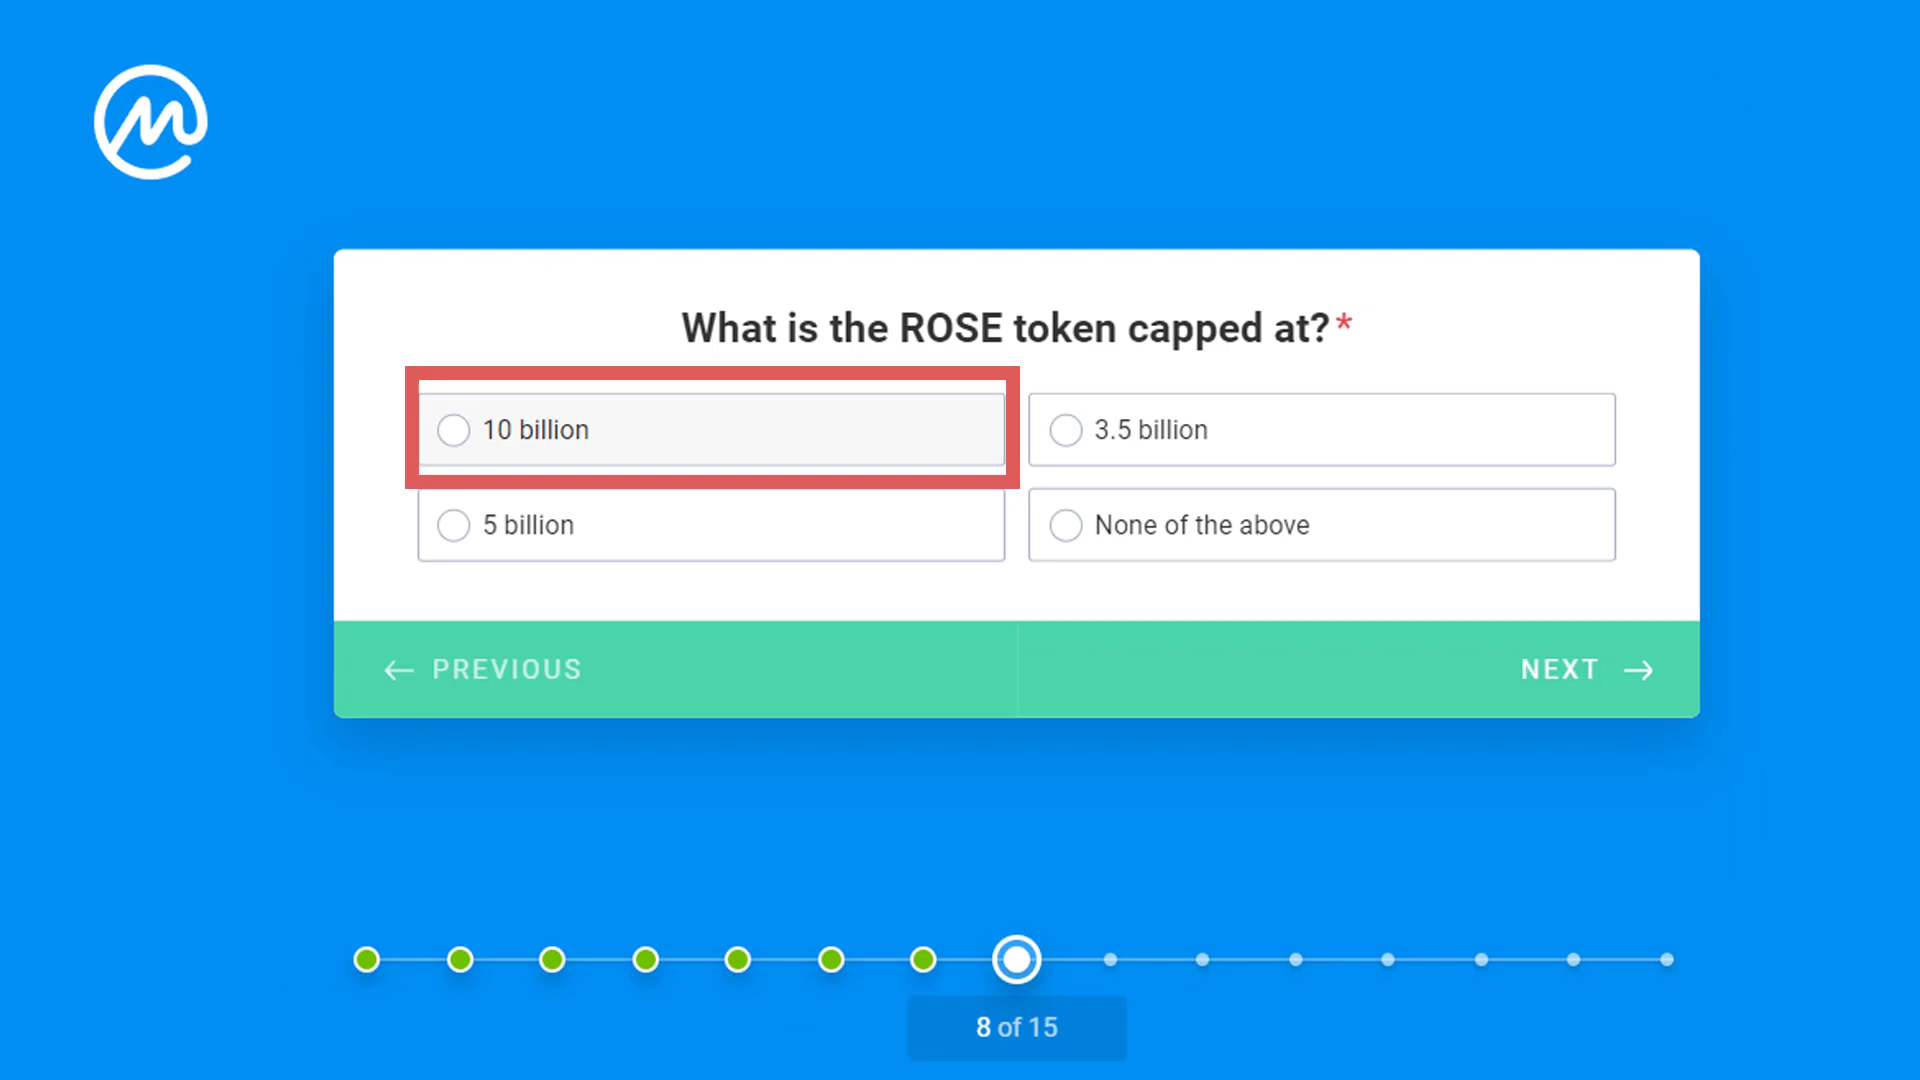 What is the ROSE token capped at?*
10 billion
3.5 billion
5 billion
None of the above
← PREVIOUS
NEXT →
8 of 15